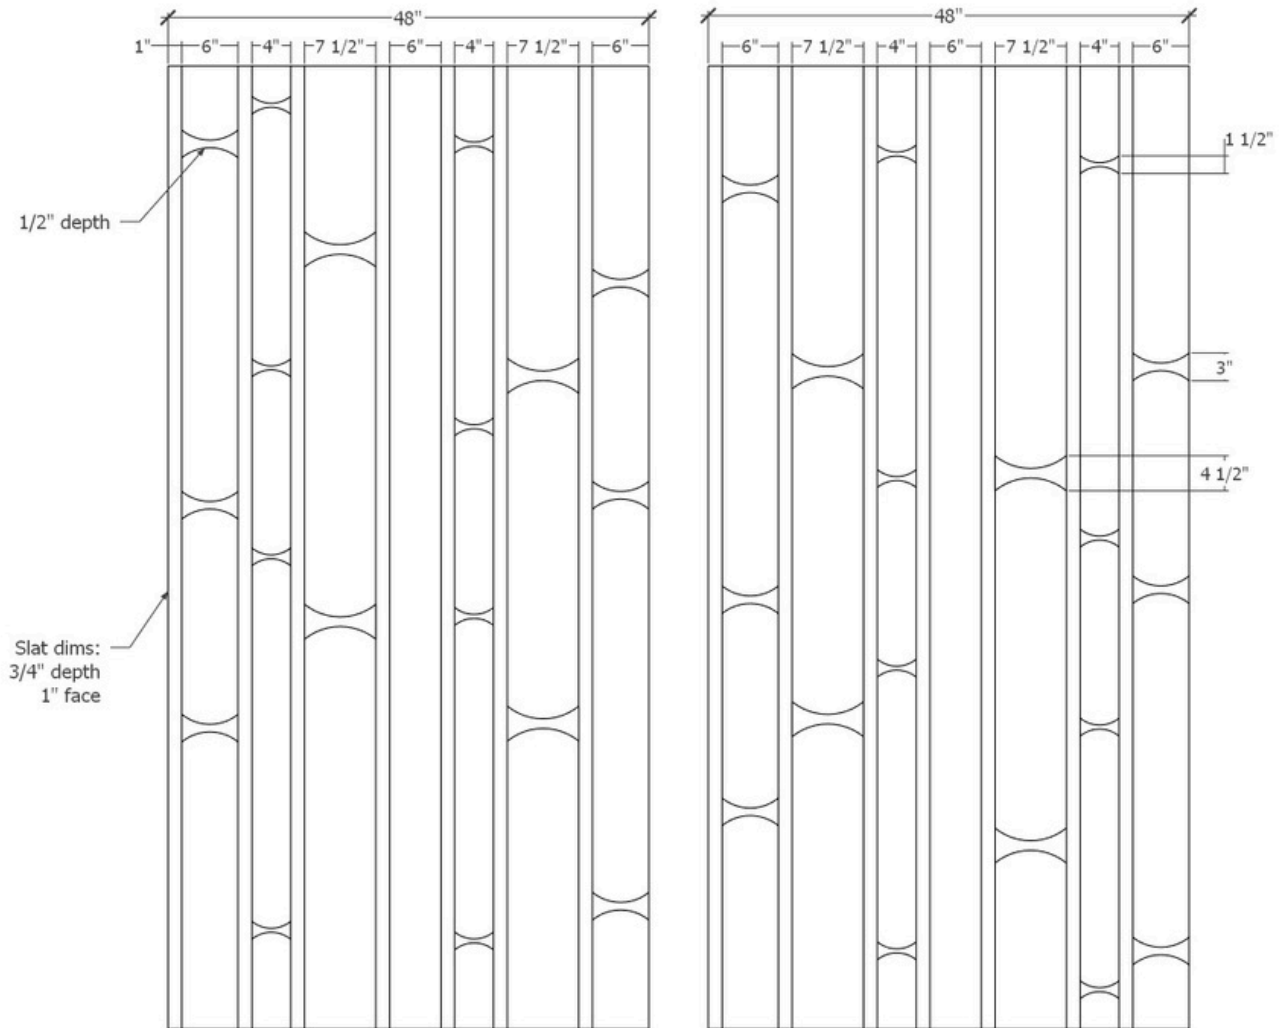 48"
48"
1" 6" 4" 7 1/2" 6" 4" 7 1/2" 6"
6" 7 1/2" 4" 6" 7 1/2" 4" 6"
1 1/2"
1/2" depth
3"
4 1/2"
Slat dims:
3/4" depth
1" face